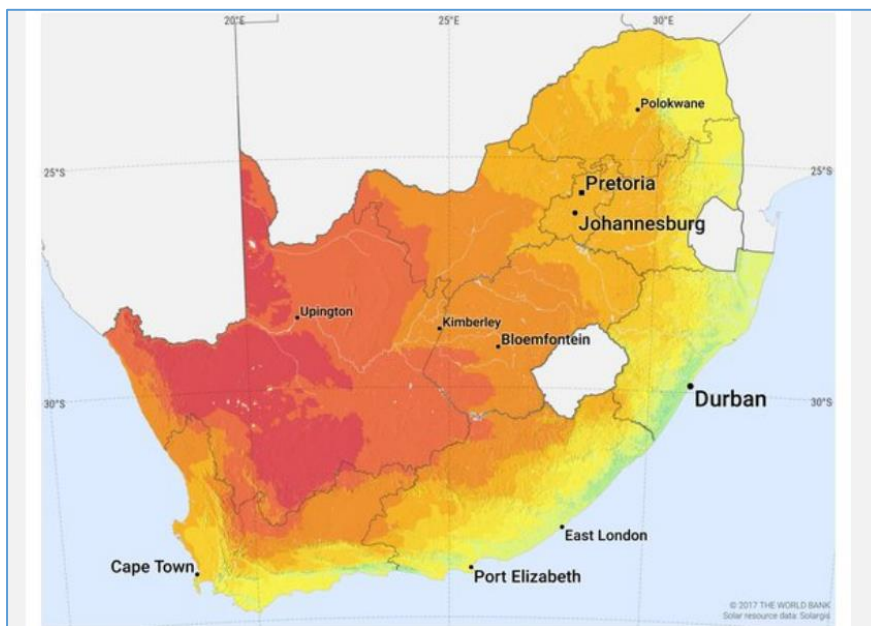 20°E
25°E
30°E
Polokwane
25°S
25°S
Pretoria
Johannesburg
Upington
Kimberley
Bloemfontein
Durban
30°S
30°S
East London
Cape Town
Port Elizabeth
© 2017 THE WORLD BANK
Solar resource data: Solargis